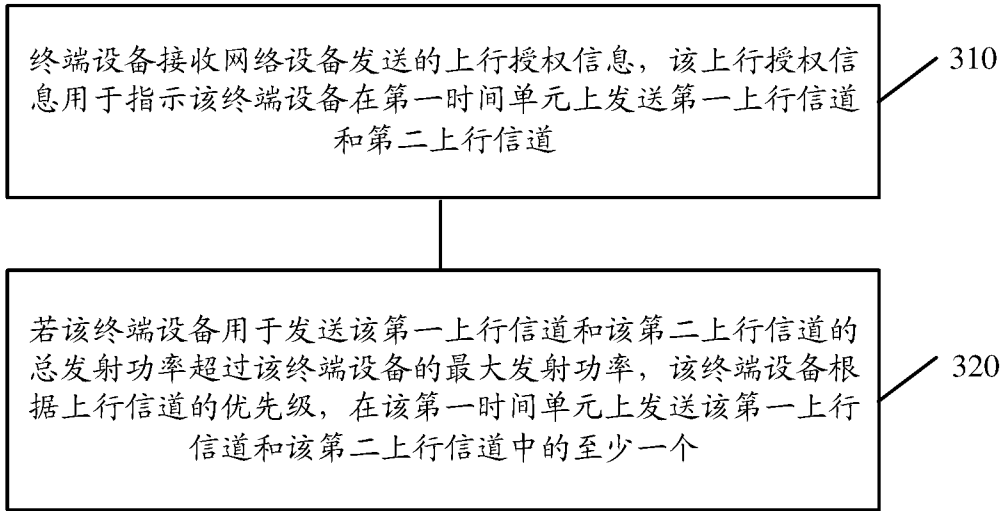 终端设备接收网络设备发送的上行授权信息，该上行授权信
息用于指示该终端设备在第一时间单元上发送第一上行信道
和第二上行信道
310
若该终端设备用于发送该第一上行信道和该第二上行信道的
总发射功率超过该终端设备的最大发射功率，该终端设备根
据上行信道的优先级，在该第一时间单元上发送该第一上行
信道和该第二上行信道中的至少一个
320